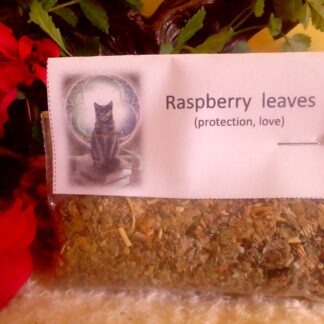 Raspberry leaves
(protection, love)